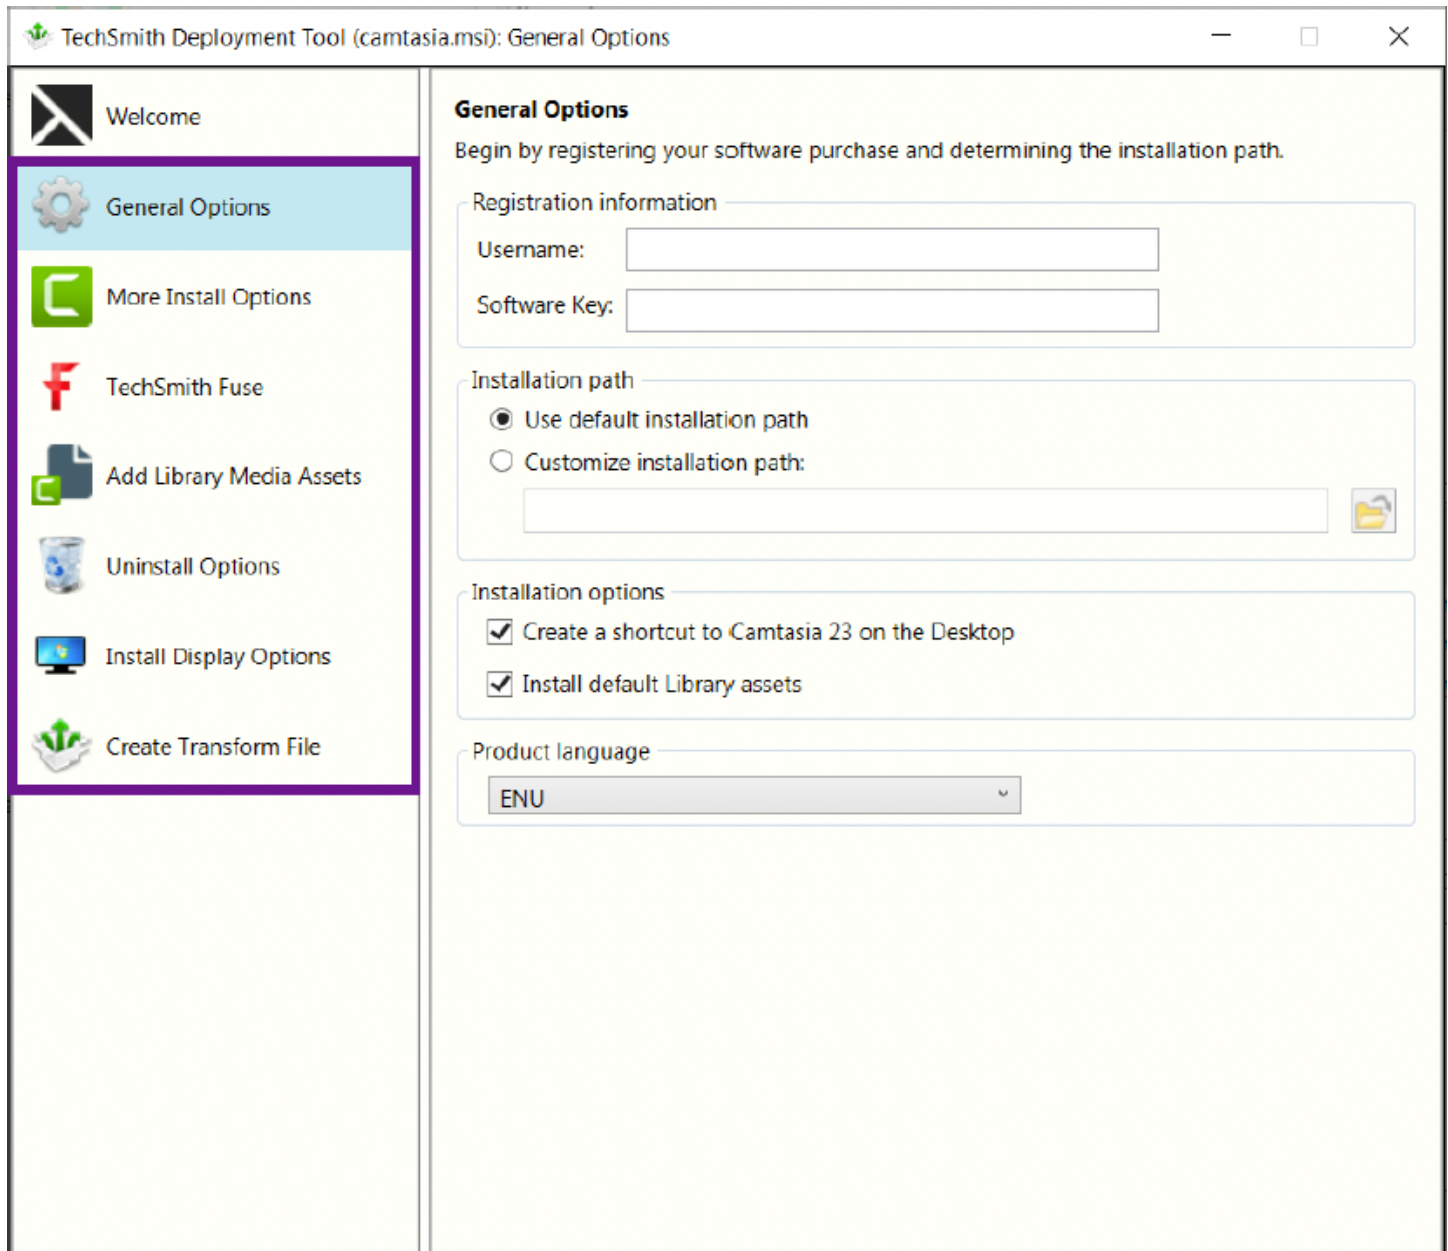 TechSmith Deployment Tool (camtasia.msi): General Options
Welcome
General Options
More Install Options
TechSmith Fuse
Add Library Media Assets
Uninstall Options
Install Display Options
Create Transform File
General Options
Begin by registering your software purchase and determining the installation path.
Registration information
Username:
Software Key:
Installation path
Use default installation path
Customize installation path:
Installation options
Create a shortcut to Camtasia 23 on the Desktop
Install default Library assets
Product language
ENU